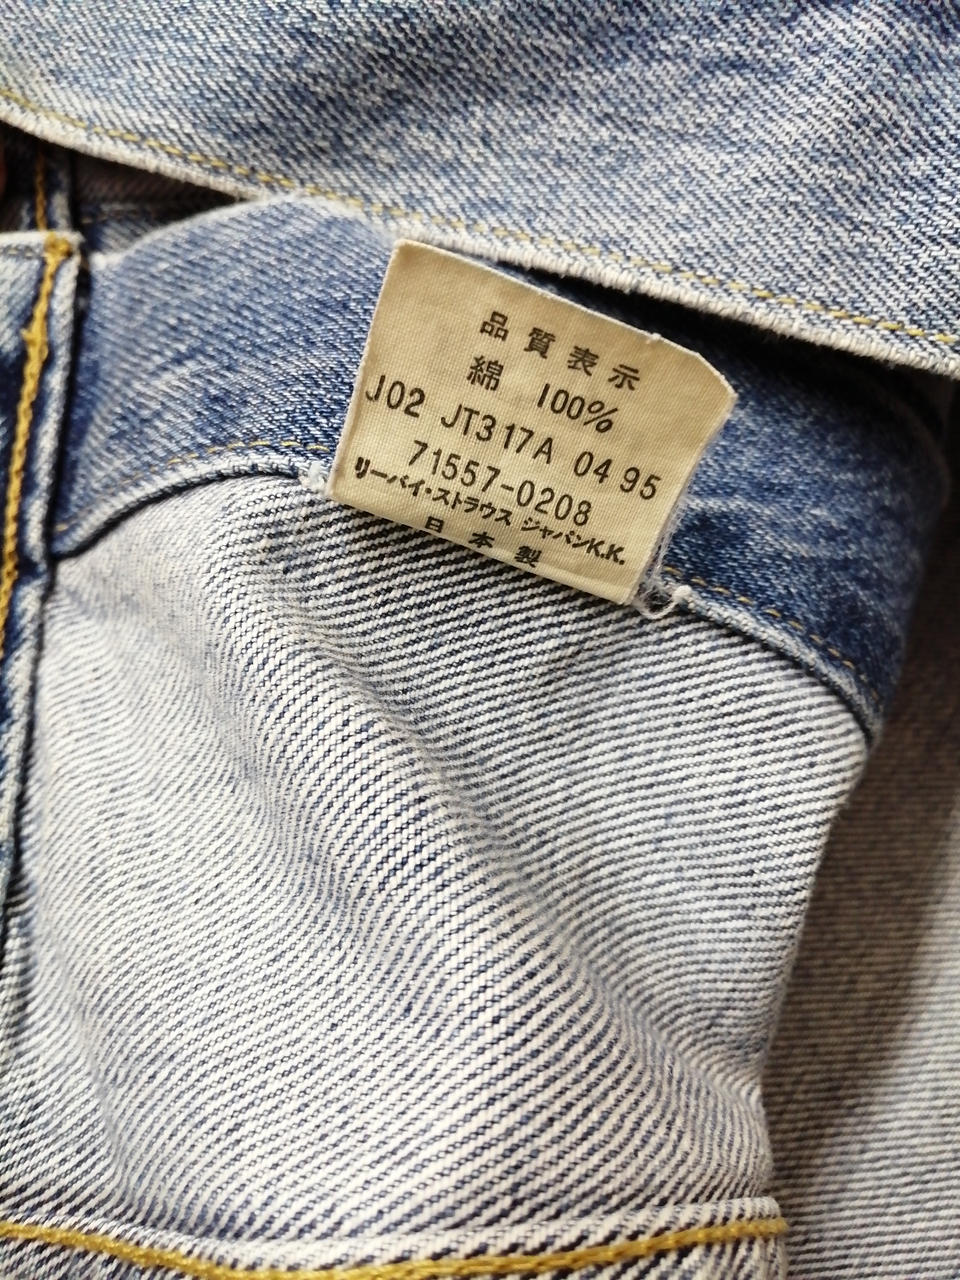 品質表示
綿 100%
J02 JT317A 04 95
71557-0208
リーバイ・ストラウス ジャパンK.K.
日本製